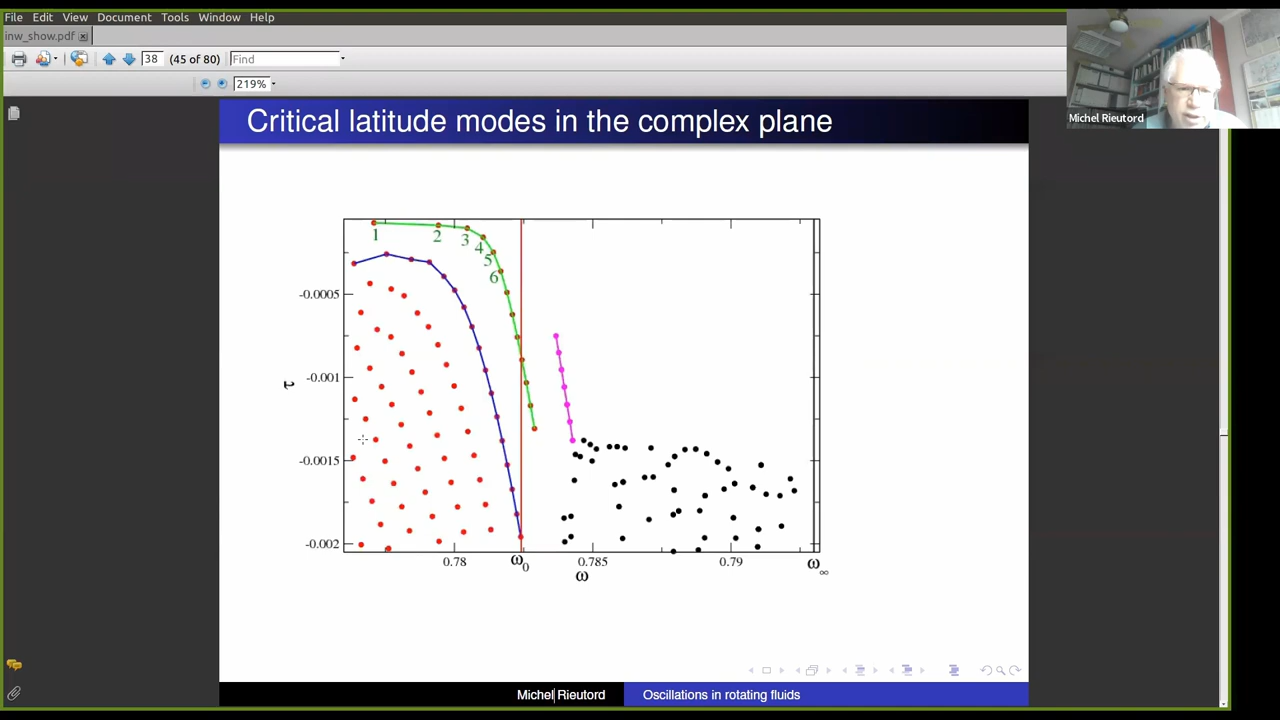 File Edit View Document Tools Window Help
inw_show.pdf
38 (45 of 80) Find
219%
Michel Rieutord
Critical latitude modes in the complex plane
1 2 3 4 5 6
-0.0005
-0.001
-0.0015
-0.002
τ
0.78 ω0 0.785 0.79 ω∞
ω
Michel Rieutord Oscillations in rotating fluids